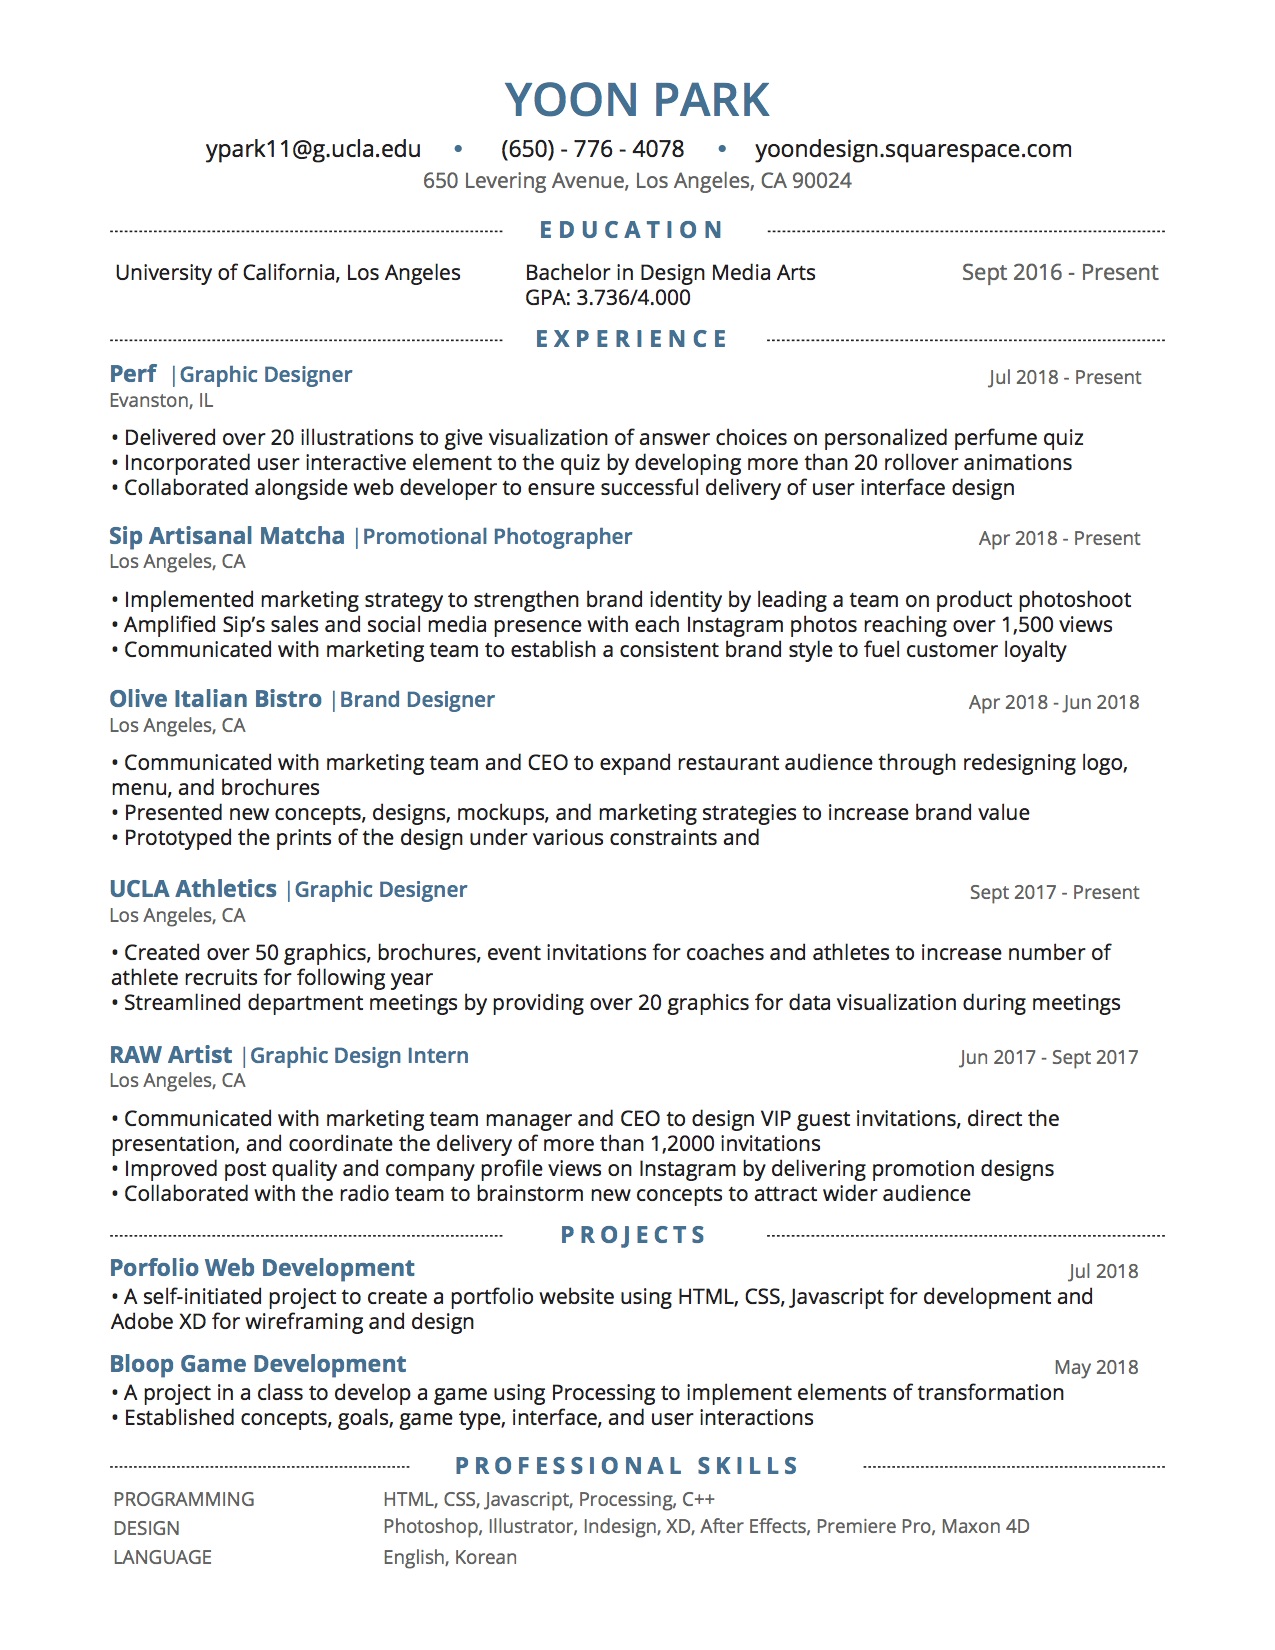 YOON PARK
ypark11@g.ucla.edu • (650) - 776 - 4078 • yoondesign.squarespace.com
650 Levering Avenue, Los Angeles, CA 90024
EDUCATION
University of California, Los Angeles Bachelor in Design Media Arts Sept 2016 - Present
GPA: 3.736/4.000
EXPERIENCE
Perf |Graphic Designer Jul 2018 - Present
Evanston, IL
• Delivered over 20 illustrations to give visualization of answer choices on personalized perfume quiz
• Incorporated user interactive element to the quiz by developing more than 20 rollover animations
• Collaborated alongside web developer to ensure successful delivery of user interface design
Sip Artisanal Matcha |Promotional Photographer Apr 2018 - Present
Los Angeles, CA
• Implemented marketing strategy to strengthen brand identity by leading a team on product photoshoot
• Amplified Sip’s sales and social media presence with each Instagram photos reaching over 1,500 views
• Communicated with marketing team to establish a consistent brand style to fuel customer loyalty
Olive Italian Bistro |Brand Designer Apr 2018 - Jun 2018
Los Angeles, CA
• Communicated with marketing team and CEO to expand restaurant audience through redesigning logo,
menu, and brochures
• Presented new concepts, designs, mockups, and marketing strategies to increase brand value
• Prototyped the prints of the design under various constraints and
UCLA Athletics |Graphic Designer Sept 2017 - Present
Los Angeles, CA
• Created over 50 graphics, brochures, event invitations for coaches and athletes to increase number of
athlete recruits for following year
• Streamlined department meetings by providing over 20 graphics for data visualization during meetings
RAW Artist |Graphic Design Intern Jun 2017 - Sept 2017
Los Angeles, CA
• Communicated with marketing team manager and CEO to design VIP guest invitations, direct the
presentation, and coordinate the delivery of more than 1,2000 invitations
• Improved post quality and company profile views on Instagram by delivering promotion designs
• Collaborated with the radio team to brainstorm new concepts to attract wider audience
PROJECTS
Porfolio Web Development Jul 2018
• A self-initiated project to create a portfolio website using HTML, CSS, Javascript for development and
Adobe XD for wireframing and design
Bloop Game Development May 2018
• A project in a class to develop a game using Processing to implement elements of transformation
• Established concepts, goals, game type, interface, and user interactions
PROFESSIONAL SKILLS
PROGRAMMING HTML, CSS, Javascript, Processing, C++
DESIGN Photoshop, Illustrator, Indesign, XD, After Effects, Premiere Pro, Maxon 4D
LANGUAGE English, Korean